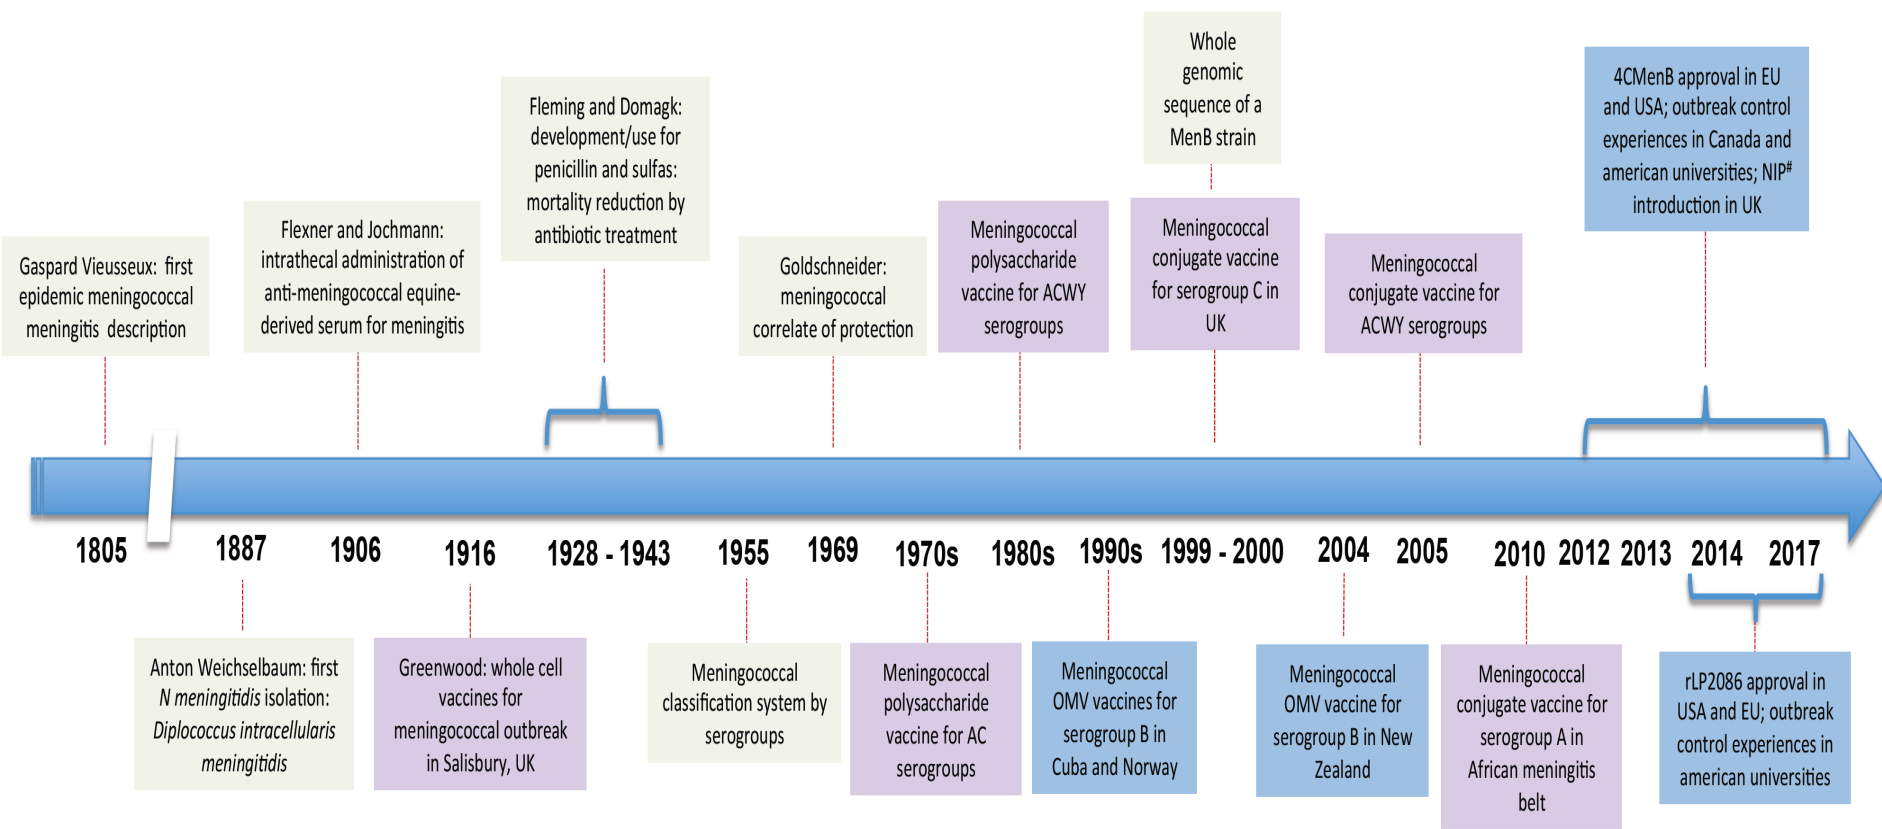 Gaspard Vieusseux: first
epidemic meningococcal
meningitis description
Flexner and Jochmann:
intrathecal administration of
anti-meningococcal equine-
derived serum for meningitis
Fleming and Domagk:
development/use for
penicillin and sulfas:
mortality reduction by
antibiotic treatment
Goldschneider:
meningococcal
correlate of protection
Meningococcal
polysaccharide
vaccine for ACWY
serogroups
Whole
genomic
sequence of a
MenB strain
Meningococcal
conjugate vaccine
for serogroup C in
UK
Meningococcal
conjugate vaccine for
ACWY serogroups
4CMenB approval in EU
and USA; outbreak control
experiences in Canada and
american universities; NIP#
introduction in UK
1805 1887 1906 1916 1928 - 1943 1955 1969 1970s 1980s 1990s 1999 - 2000 2004 2005 2010 2012 2013 2014 2017
Anton Weichselbaum: first
N meningitidis isolation:
Diplococcus intracellularis
meningitidis
Greenwood: whole cell
vaccines for
meningococcal outbreak
in Salisbury, UK
Meningococcal
classification system by
serogroups
Meningococcal
polysaccharide
vaccine for AC
serogroups
Meningococcal
OMV vaccines for
serogroup B in
Cuba and Norway
Meningococcal
OMV vaccine for
serogroup B in New
Zealand
Meningococcal
conjugate vaccine for
serogroup A in
African meningitis
belt
rLP2086 approval in
USA and EU; outbreak
control experiences in
american universities